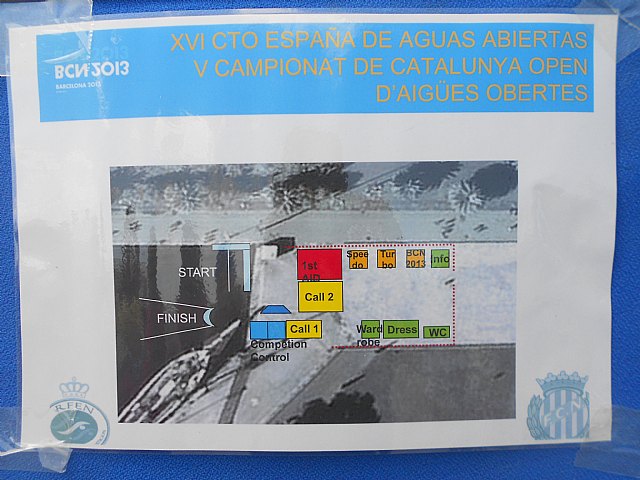 XVI CTO ESPAÑA DE AGUAS ABIERTAS
V CAMPIONAT DE CATALUNYA OPEN
D'AIGÜES OBERTES
BCN 2013
BARCELONA 2013
START
FINISH
1st
AID
Call 2
Call 1
Competion
Control
Spee
do
Tur
bo
BCN
2013
Info
Ward
robe
Dress
WC
R.F.E.N.